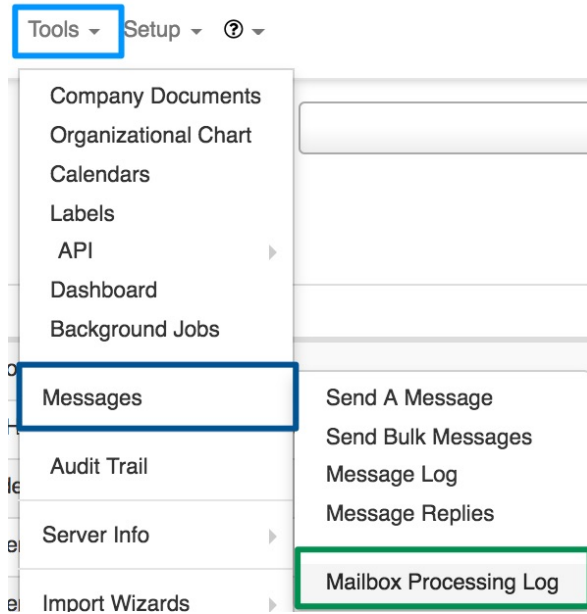 Tools Setup ?
Company Documents
Organizational Chart
Calendars
Labels
API
Dashboard
Background Jobs
Messages
Audit Trail
Server Info
Import Wizards
Send A Message
Send Bulk Messages
Message Log
Message Replies
Mailbox Processing Log